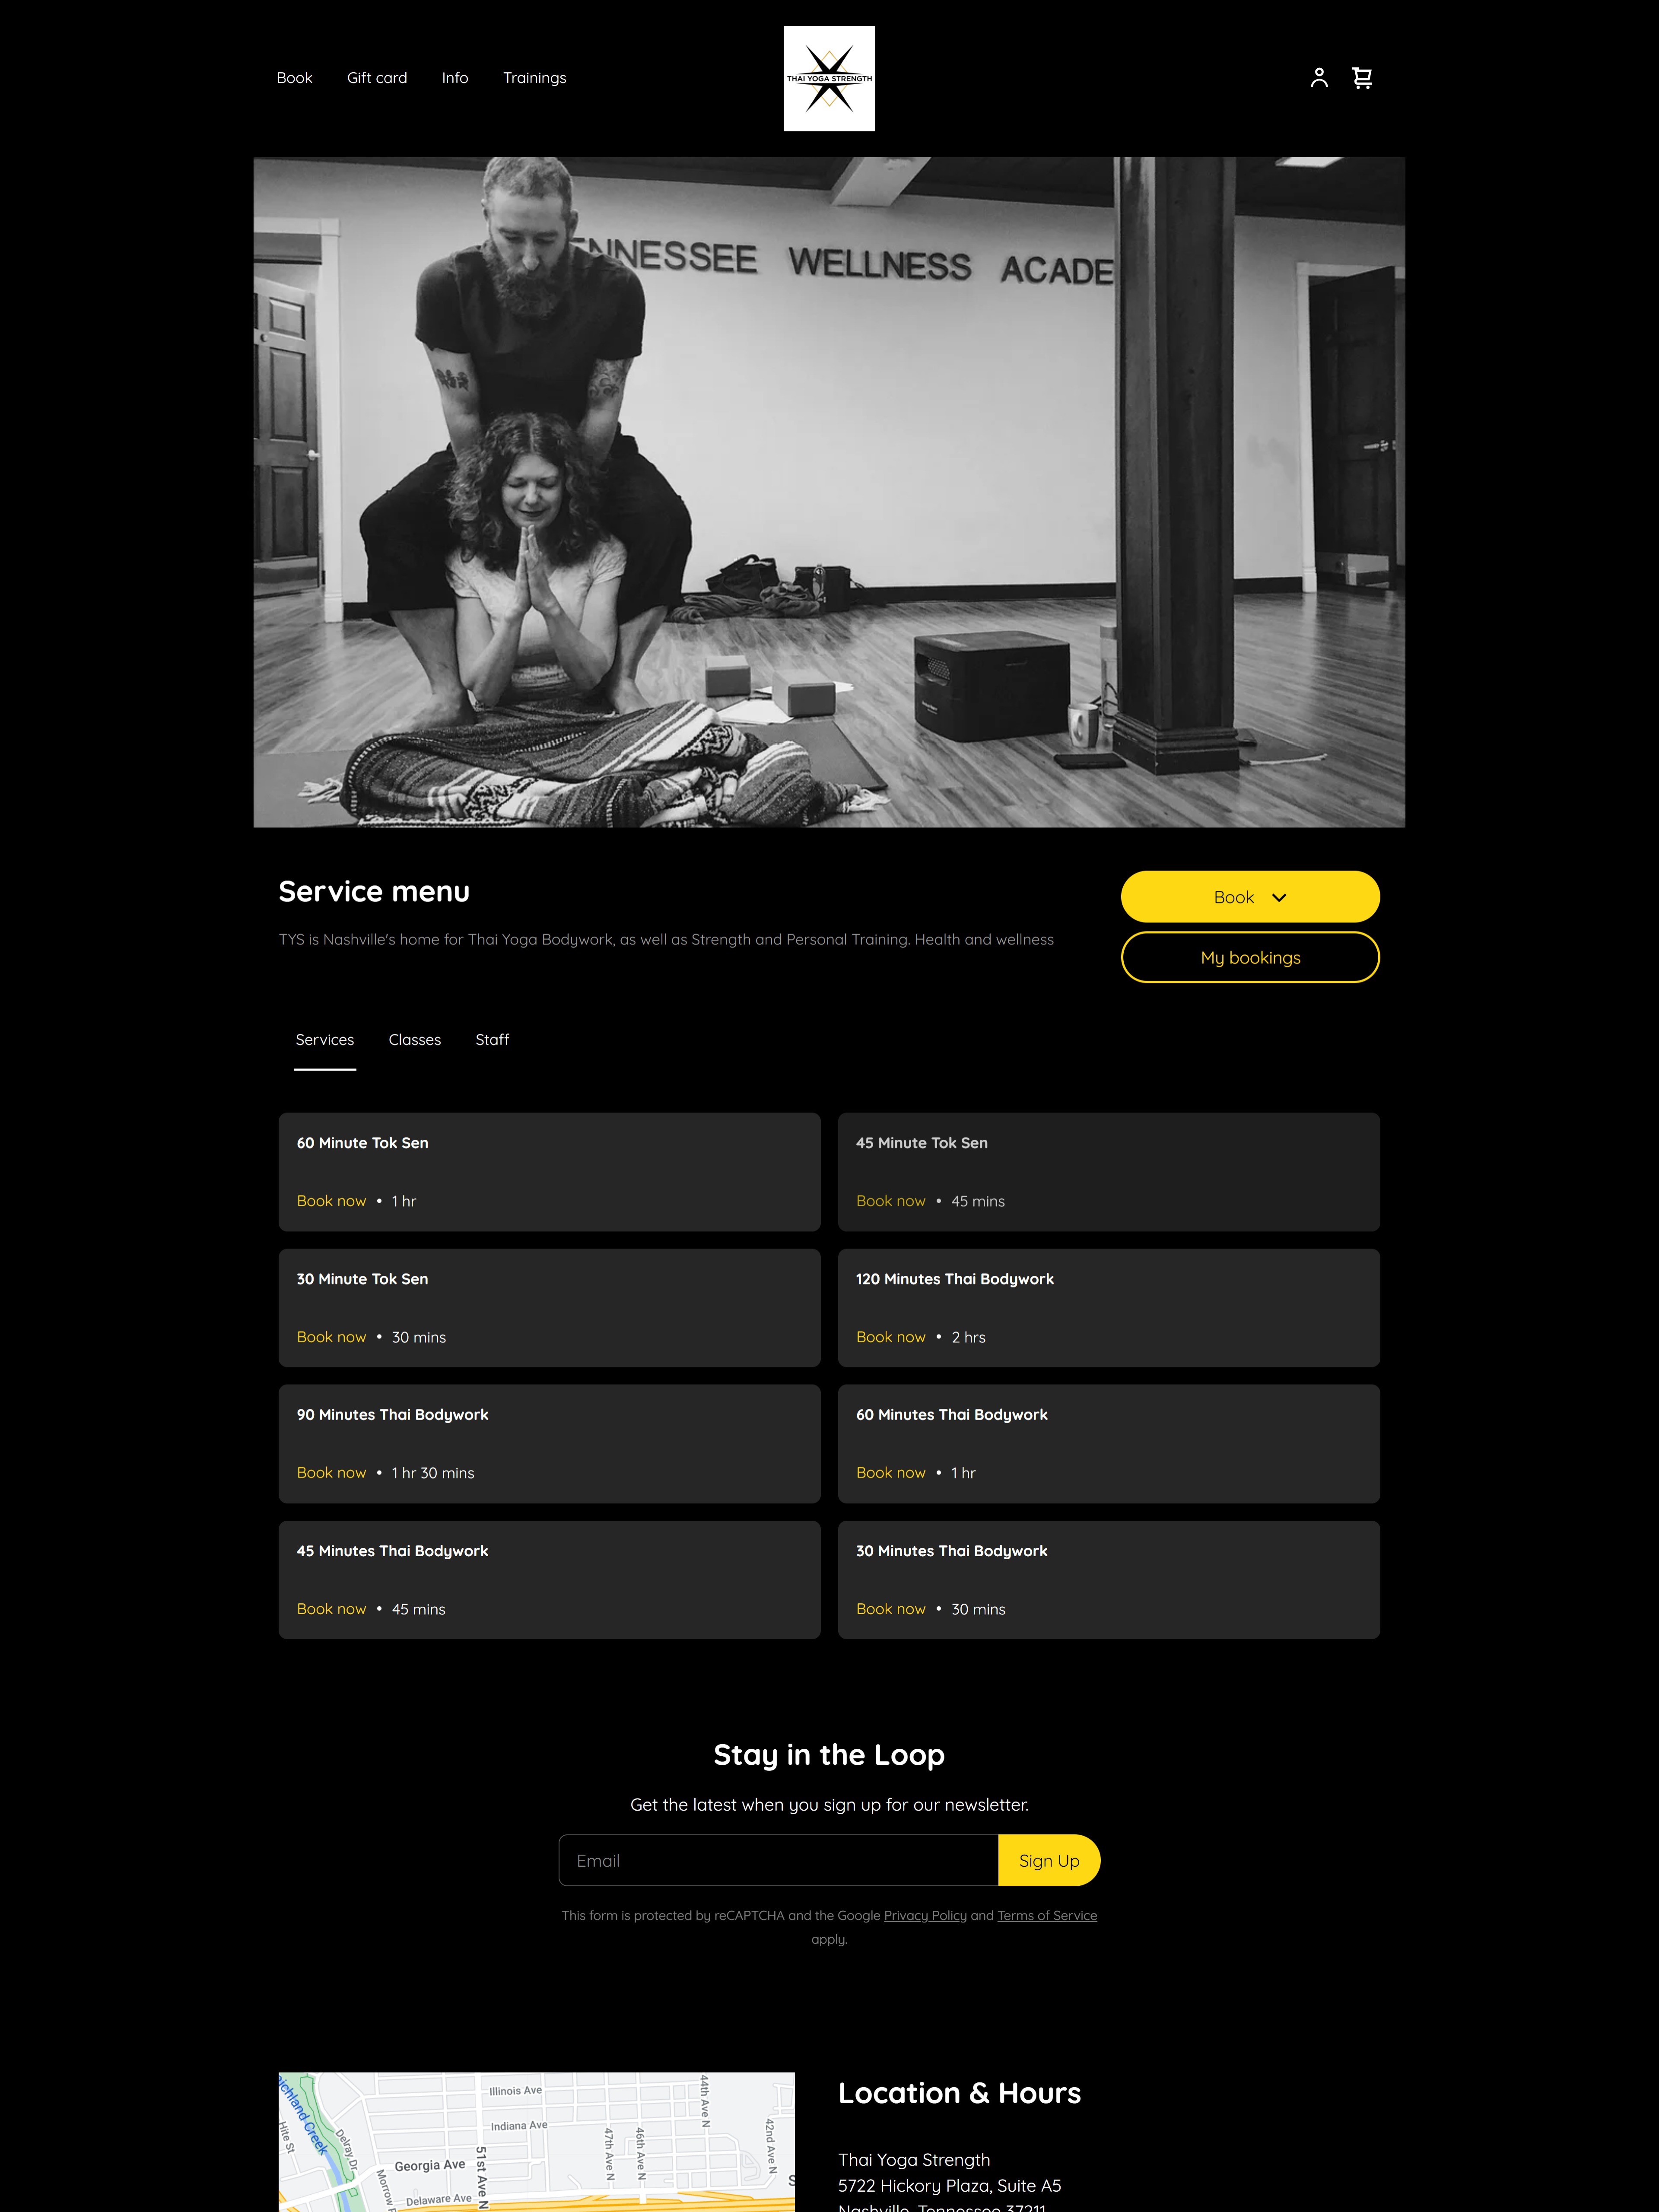 Book Gift card Info Trainings
THAI YOGA STRENGTH
ENNESSEE WELLNESS ACADE
Service menu
Book
TYS is Nashville's home for Thai Yoga Bodywork, as well as Strength and Personal Training. Health and wellness
My bookings
Services Classes Staff
60 Minute Tok Sen
Book now • 1 hr
45 Minute Tok Sen
Book now • 45 mins
30 Minute Tok Sen
Book now • 30 mins
120 Minutes Thai Bodywork
Book now • 2 hrs
90 Minutes Thai Bodywork
Book now • 1 hr 30 mins
60 Minutes Thai Bodywork
Book now • 1 hr
45 Minutes Thai Bodywork
Book now • 45 mins
30 Minutes Thai Bodywork
Book now • 30 mins
Stay in the Loop
Get the latest when you sign up for our newsletter.
Email
Sign Up
This form is protected by reCAPTCHA and the Google Privacy Policy and Terms of Service
apply.
ichland Creek
Hite St
Delray Dr
Morrow
Illinois Ave
Indiana Ave
Georgia Ave
Delaware Ave
51st Ave N
47th Ave N
46th Ave N
44th Ave N
42nd Ave N
Location & Hours
Thai Yoga Strength
5722 Hickory Plaza, Suite A5
Nashville, Tennessee 37211